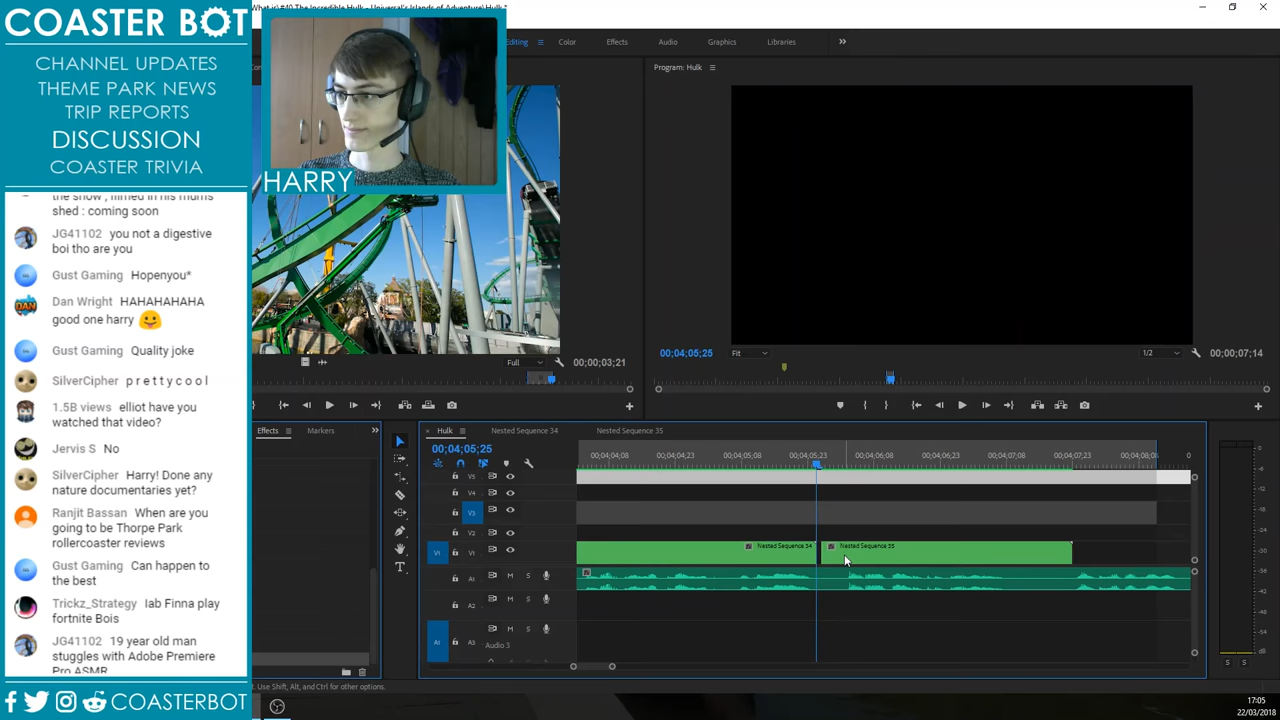 COASTER BOT
CHANNEL UPDATES
THEME PARK NEWS
TRIP REPORTS
DISCUSSION
COASTER TRIVIA
the show , filmed in his mums
shed : coming soon
JG41102 you not a digestive
boi tho are you
Gust Gaming Hopenyou*
Dan Wright HAHAHAHAHA
good one harry
Gust Gaming Quality joke
SilverCipher p r e t t y c o o l
1.5B views elliot have you
watched that video?
Jervis S No
SilverCipher Harry! Done any
nature documentaries yet?
Ranjit Bassan When are you
going to be Thorpe Park
rollercoaster reviews
Gust Gaming Can happen to
the best
Trickz_Strategy Iab Finna play
fortnite Bois
JG41102 19 year old man
stuggles with Adobe Premiere
Pro ASMR
COASTERBOT
HARRY
What is) #40 The Incredible Hulk - Universal's Islands of Adventure\Hulk *
Editing Color Effects Audio Graphics Libraries
Program: Hulk
Full 00;00;03;21
00;04;05;25 Fit 1/2 00;00;07;14
Effects Markers
Hulk Nested Sequence 34 Nested Sequence 35
00;04;05;25
00;04;04;08 00;04;04;23 00;04;05;08 00;04;05;23 00;04;06;08 00;04;06;23 00;04;07;08 00;04;07;23 00;04;08;08
V5
V4
V3
V2
V1 V1 Nested Sequence 34 Nested Sequence 35
A1 M S
A2 M S
A1 A3 M S
Audio 3
t. Use Shift, Alt, and Ctrl for other options.
17:05
22/03/2018